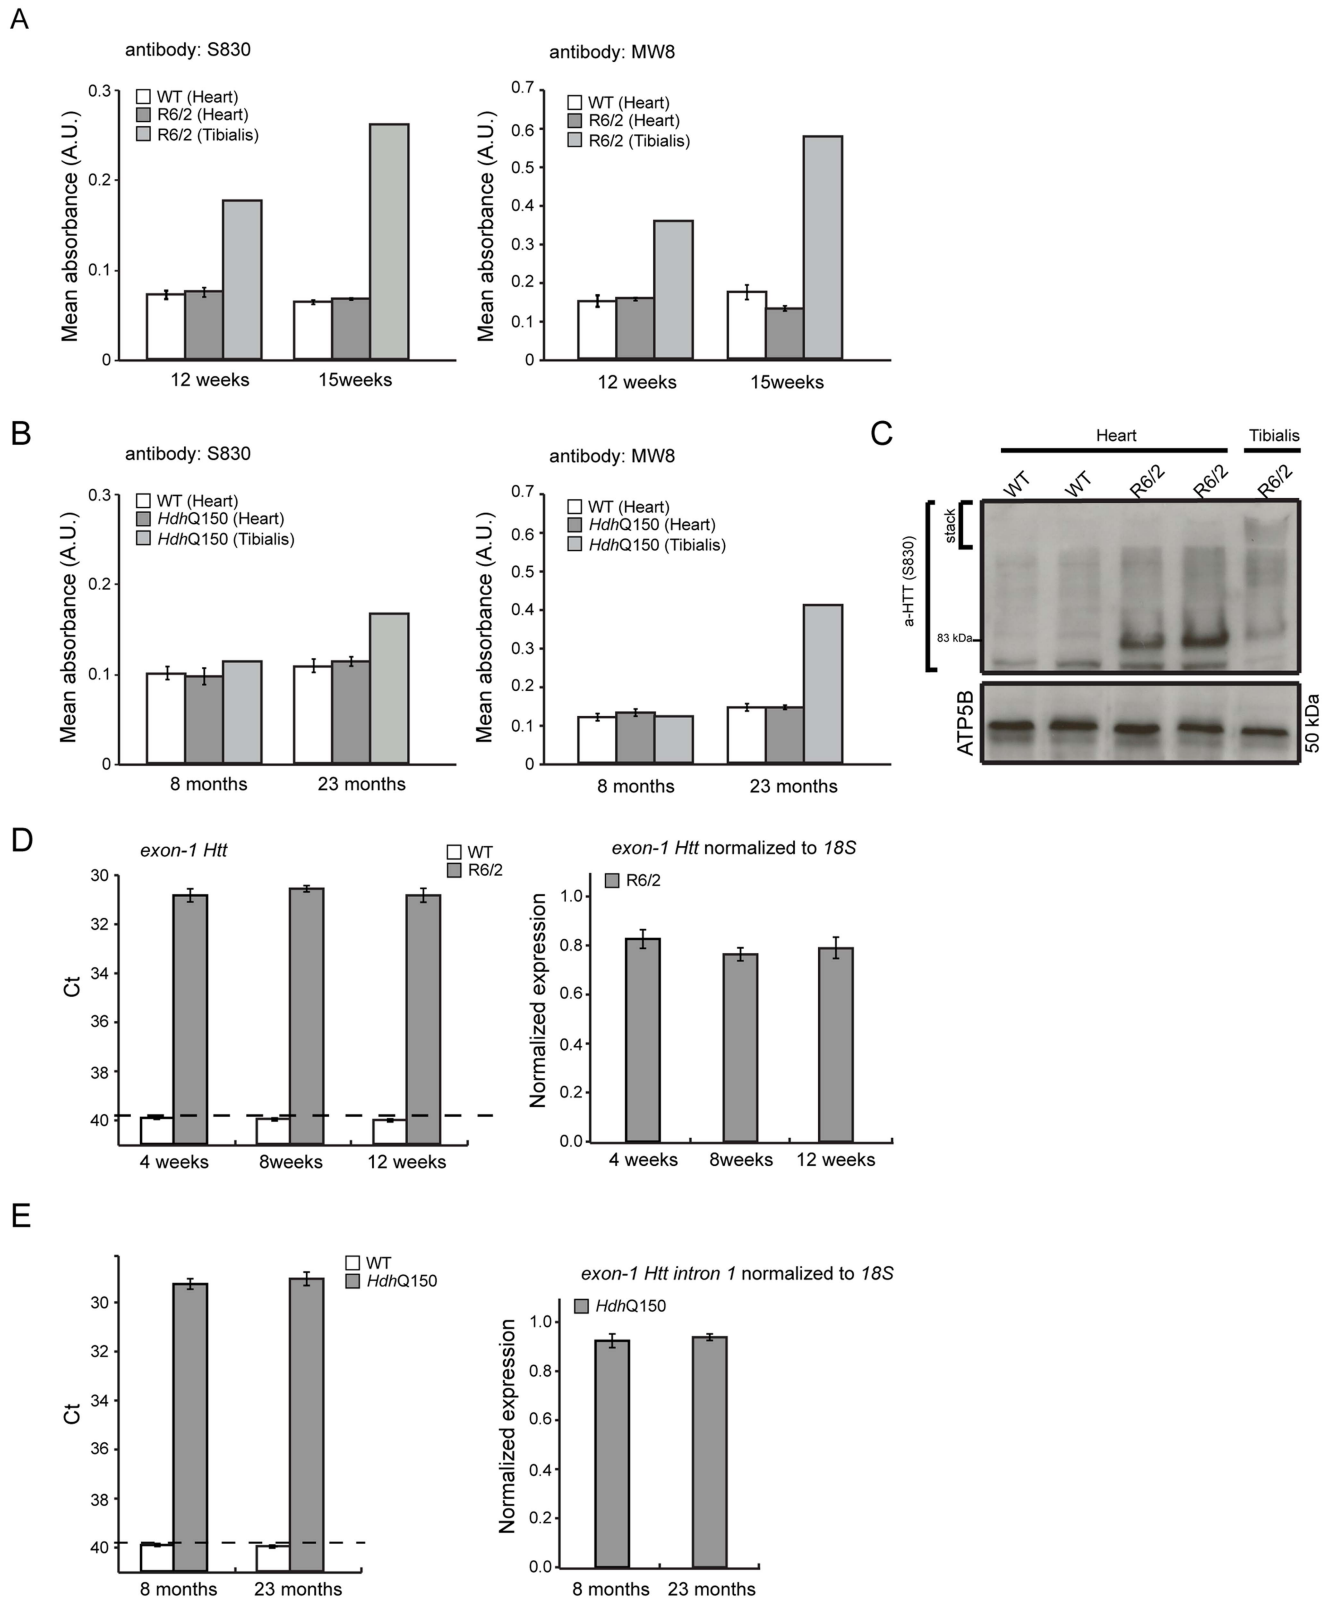 A
antibody: S830
Mean absorbance (A.U.)
0.3
0.2
0.1
0
WT (Heart)
R6/2 (Heart)
R6/2 (Tibialis)
12 weeks
15weeks
antibody: MW8
Mean absorbance (A.U.)
0.7
0.6
0.5
0.4
0.3
0.2
0.1
0
WT (Heart)
R6/2 (Heart)
R6/2 (Tibialis)
12 weeks
15weeks
B
antibody: S830
Mean absorbance (A.U.)
0.3
0.2
0.1
0
WT (Heart)
HdhQ150 (Heart)
HdhQ150 (Tibialis)
8 months
23 months
antibody: MW8
Mean absorbance (A.U.)
0.7
0.6
0.5
0.4
0.3
0.2
0.1
0
WT (Heart)
HdhQ150 (Heart)
HdhQ150 (Tibialis)
8 months
23 months
C
Heart
Tibialis
WT
WT
R6/2
R6/2
R6/2
a-HTT (S830)
stack
83 kDa
ATP5B
50 kDa
D
exon-1 Htt
WT
R6/2
Ct
30
32
34
36
38
40
4 weeks
8weeks
12 weeks
exon-1 Htt normalized to 18S
R6/2
Normalized expression
1.0
0.8
0.6
0.4
0.2
0.0
4 weeks
8weeks
12 weeks
E
WT
HdhQ150
Ct
30
32
34
36
38
40
8 months
23 months
exon-1 Htt intron 1 normalized to 18S
HdhQ150
Normalized expression
1.0
0.8
0.6
0.4
0.2
0.0
8 months
23 months